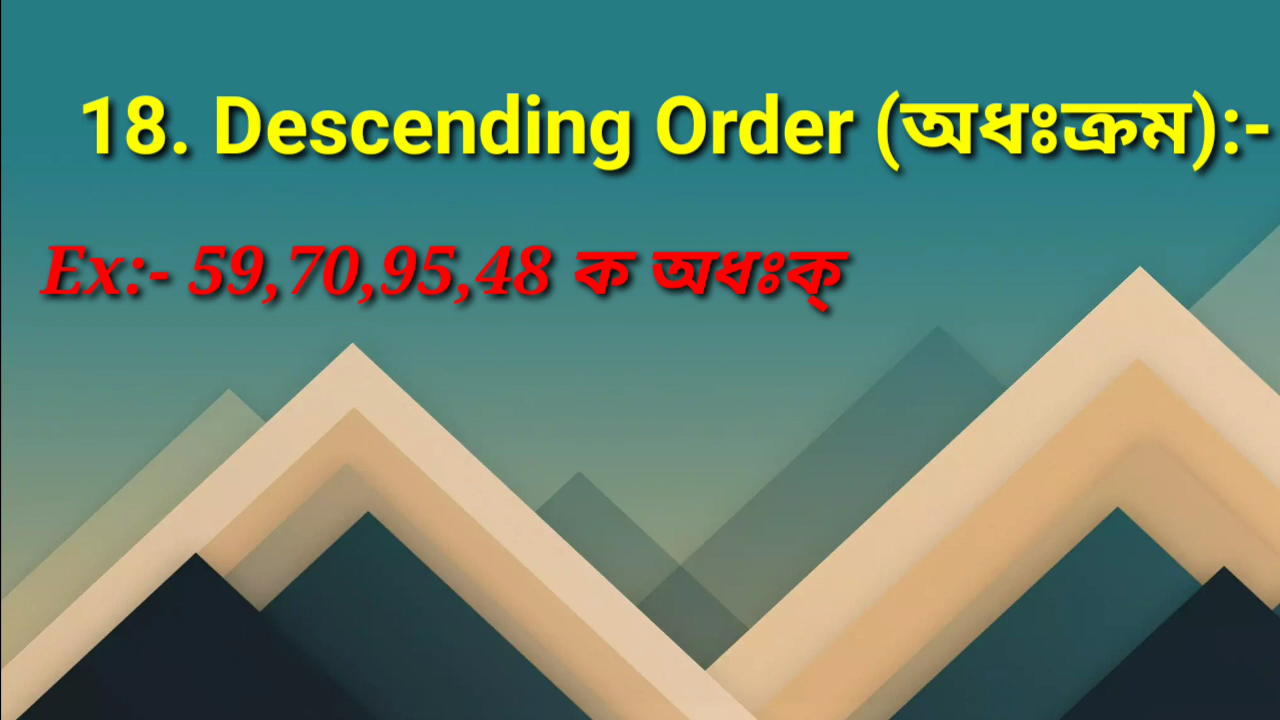 18. Descending Order (অধঃক্ৰম):-
Ex:- 59,70,95,48 ক অধঃক্